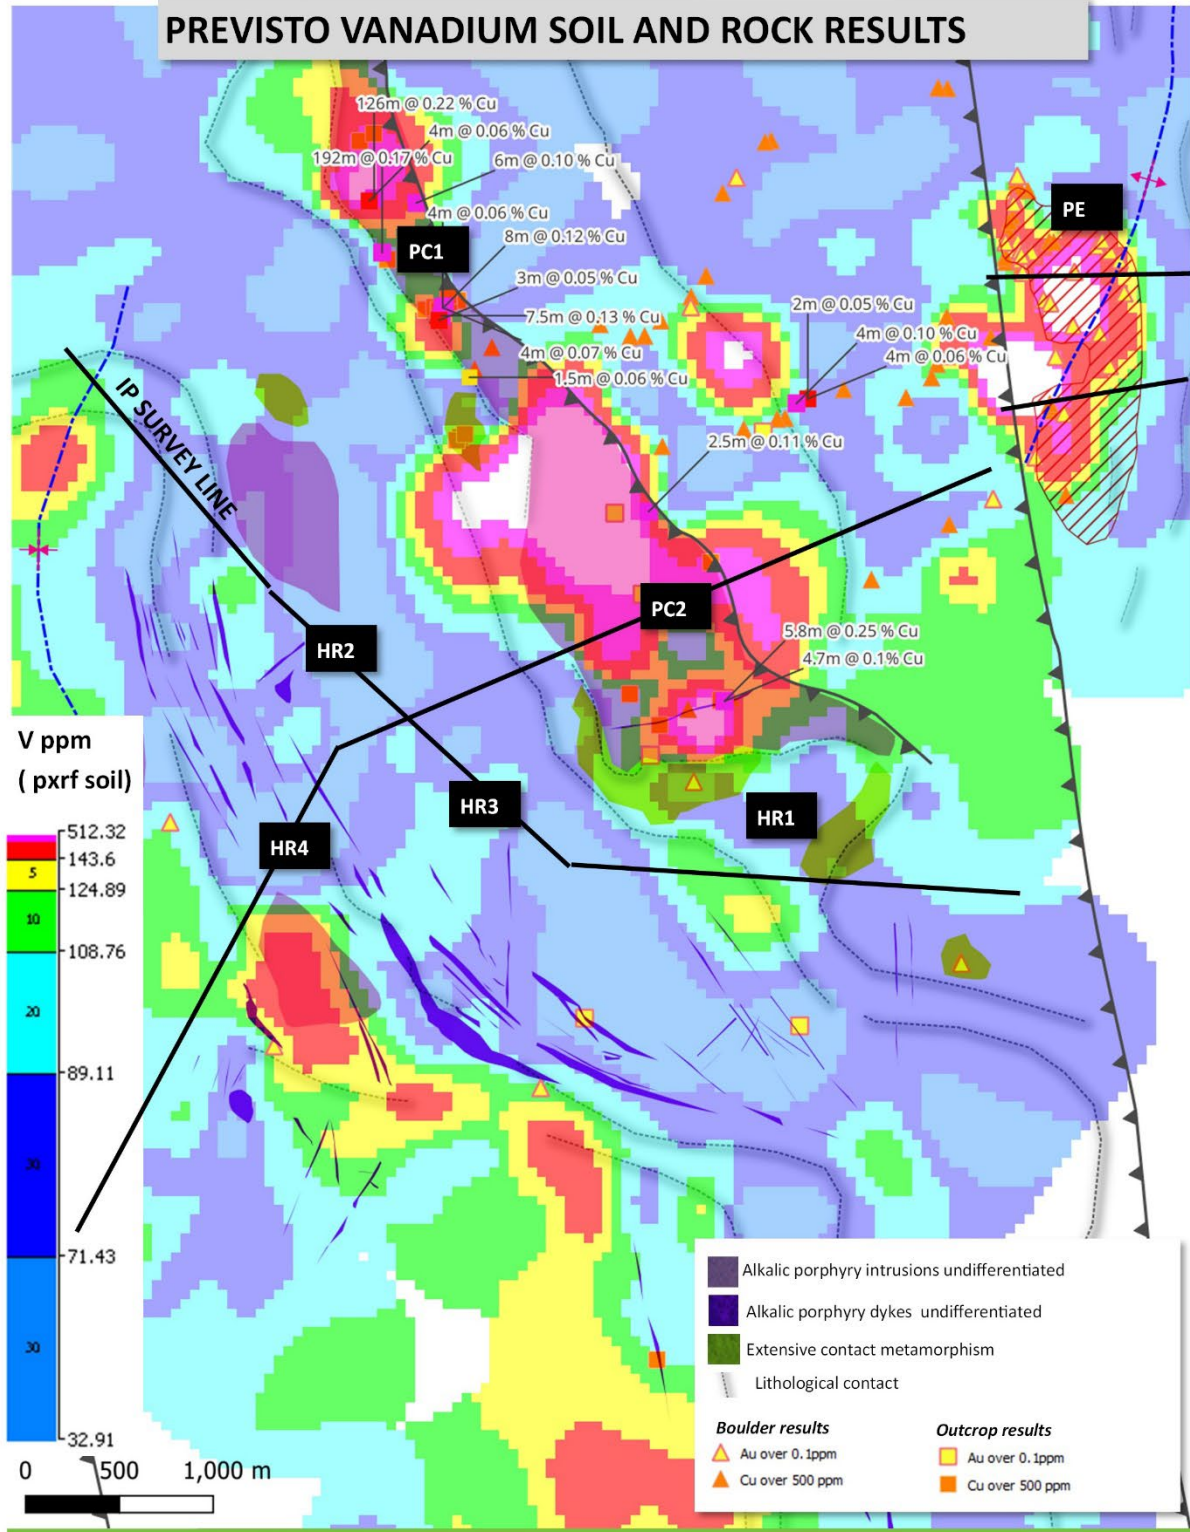 PREVISTO VANADIUM SOIL AND ROCK RESULTS
126m @ 0.22 % Cu
4m @ 0.06 % Cu
192m @ 0.17 % Cu
6m @ 0.10 % Cu
4m @ 0.06 % Cu
PE
8m @ 0.12 % Cu
PC1
3m @ 0.05 % Cu
2m @ 0.05 % Cu
7.5m @ 0.13 % Cu
4m @ 0.10 % Cu
4m @ 0.07 % Cu
4m @ 0.06 % Cu
1.5m @ 0.06 % Cu
IP SURVEY LINE
2.5m @ 0.11 % Cu
PC2
5.8m @ 0.25 % Cu
HR2
4.7m @ 0.1% Cu
V ppm
( pxrf soil)
HR3
HR1
HR4
512.32
143.6
5
124.89
10
108.76
20
89.11
30
71.43
30
32.91
0 500 1,000 m
Alkalic porphyry intrusions undifferentiated
Alkalic porphyry dykes undifferentiated
Extensive contact metamorphism
Lithological contact
Boulder results
Au over 0.1ppm
Cu over 500 ppm
Outcrop results
Au over 0.1ppm
Cu over 500 ppm